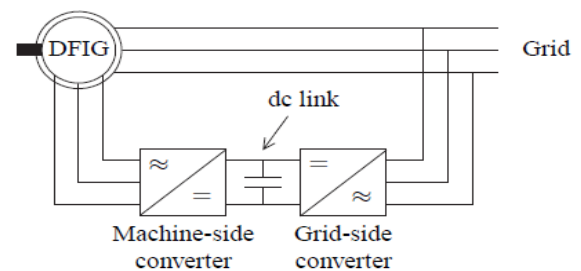 DFIG
Grid
dc link
≈
=
=
≈
Machine-side
converter
Grid-side
converter